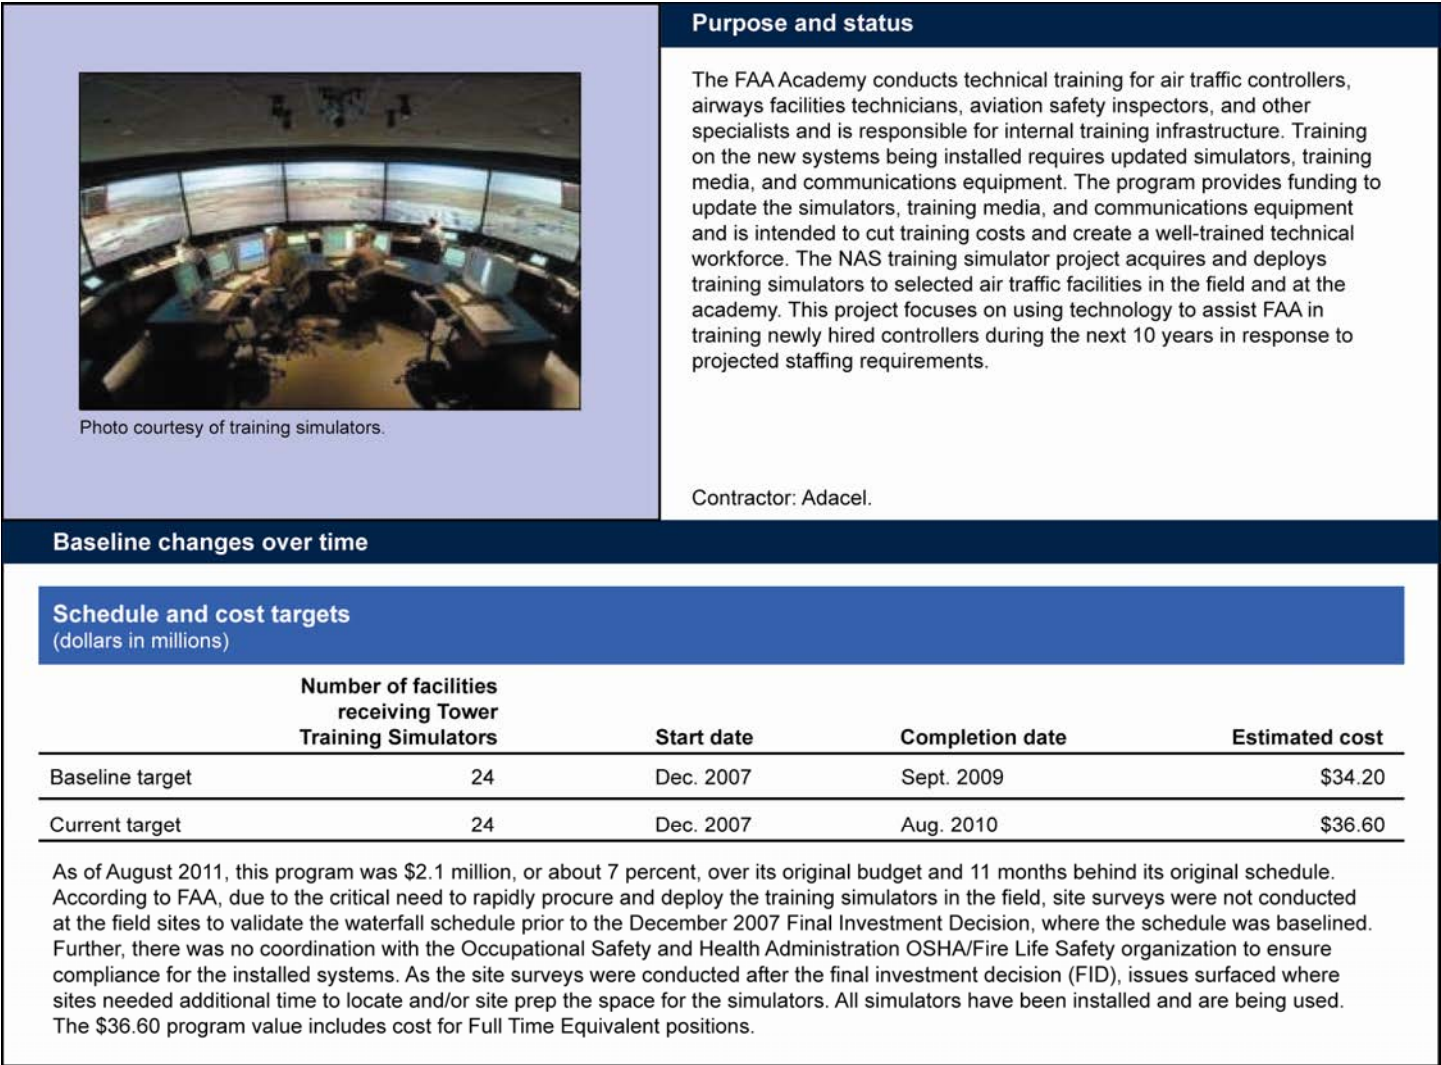 Purpose and status
The FAA Academy conducts technical training for air traffic controllers,
airways facilities technicians, aviation safety inspectors, and other
specialists and is responsible for internal training infrastructure. Training
on the new systems being installed requires updated simulators, training
media, and communications equipment. The program provides funding to
update the simulators, training media, and communications equipment
and is intended to cut training costs and create a well-trained technical
workforce. The NAS training simulator project acquires and deploys
training simulators to selected air traffic facilities in the field and at the
academy. This project focuses on using technology to assist FAA in
training newly hired controllers during the next 10 years in response to
projected staffing requirements.
Photo courtesy of training simulators.
Contractor: Adacel.
Baseline changes over time
Schedule and cost targets
(dollars in millions)
Number of facilities
receiving Tower
Training Simulators Start date Completion date Estimated cost
Baseline target 24 Dec. 2007 Sept. 2009 $34.20
Current target 24 Dec. 2007 Aug. 2010 $36.60
As of August 2011, this program was $2.1 million, or about 7 percent, over its original budget and 11 months behind its original schedule.
According to FAA, due to the critical need to rapidly procure and deploy the training simulators in the field, site surveys were not conducted
at the field sites to validate the waterfall schedule prior to the December 2007 Final Investment Decision, where the schedule was baselined.
Further, there was no coordination with the Occupational Safety and Health Administration OSHA/Fire Life Safety organization to ensure
compliance for the installed systems. As the site surveys were conducted after the final investment decision (FID), issues surfaced where
sites needed additional time to locate and/or site prep the space for the simulators. All simulators have been installed and are being used.
The $36.60 program value includes cost for Full Time Equivalent positions.